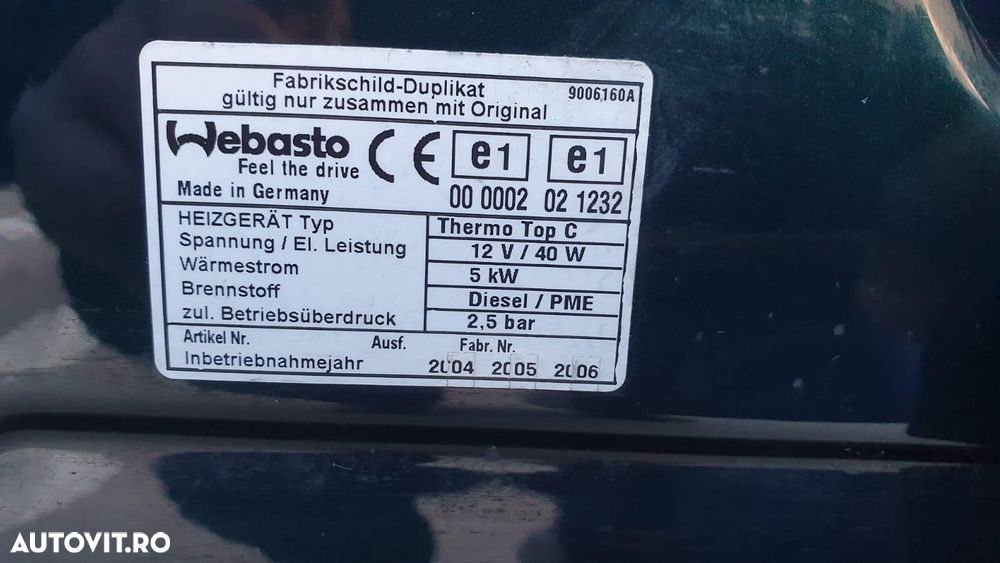 Fabrikschild-Duplikat 9006160A
gültig nur zusammen mit Original
Webasto CE e1 e1
Feel the drive
Made in Germany 00 0002 02 1232
HEIZGERÄT Typ Thermo Top C
Spannung / El. Leistung 12 V / 40 W
Wärmestrom 5 kW
Brennstoff Diesel / PME
zul. Betriebsüberdruck 2,5 bar
Artikel Nr. Ausf. Fabr. Nr.
Inbetriebnahmejahr 2004 2005 2006
AUTOVIT.RO